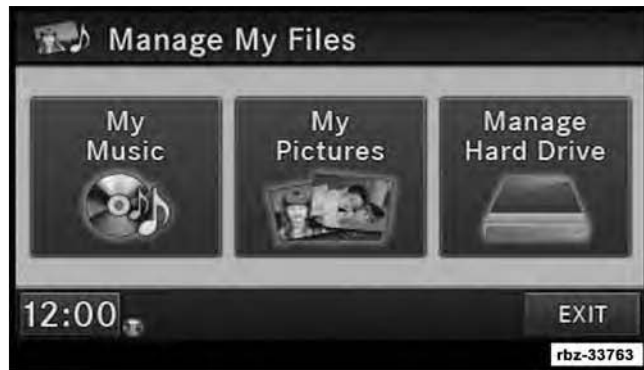 Manage My Files
My
Music
My
Pictures
Manage
Hard Drive
12:00
EXIT
rbz-33763